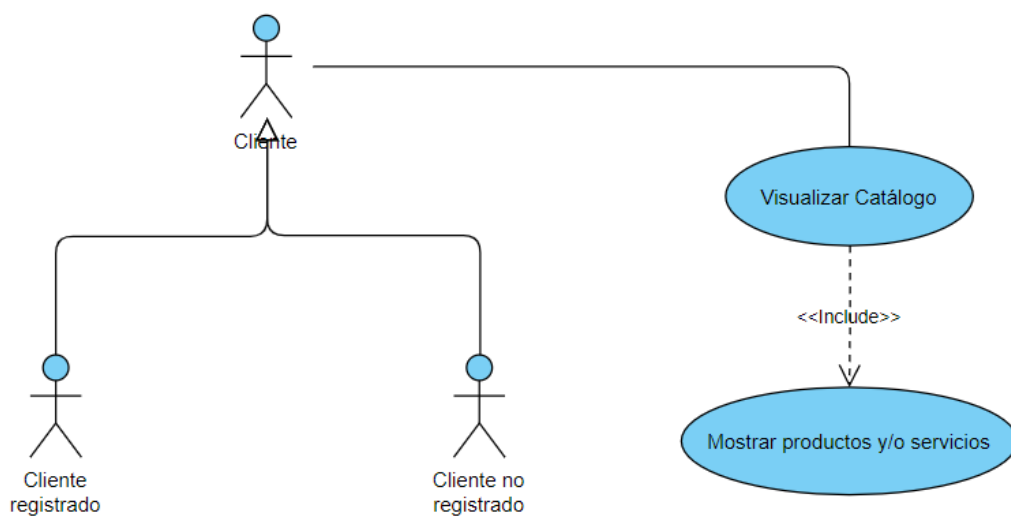 Cliente
Visualizar Catálogo
<<Include>>
Mostrar productos y/o servicios
Cliente
registrado
Cliente no
registrado